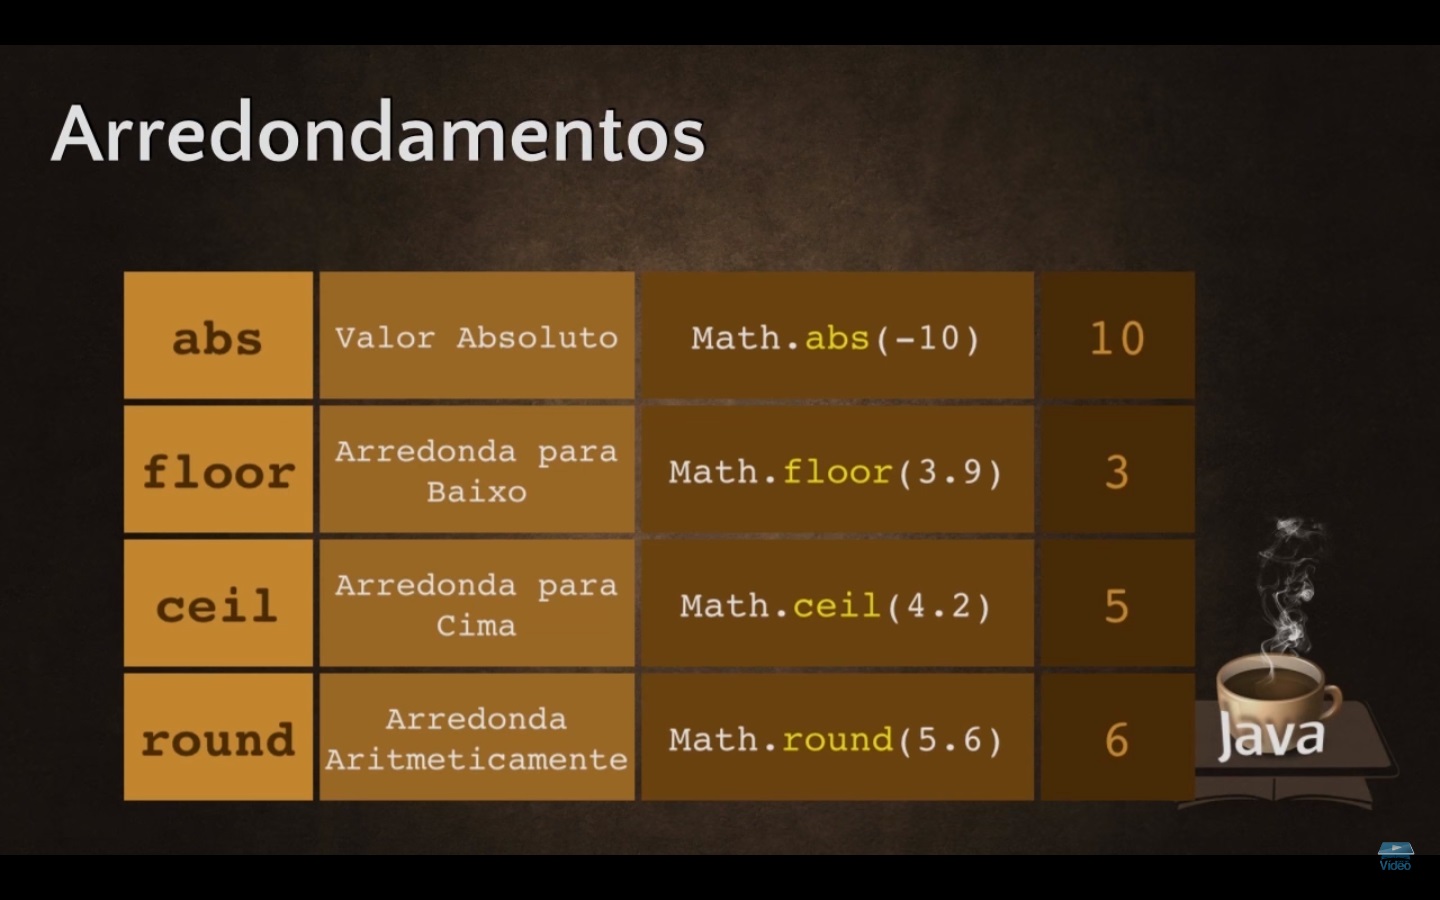 Arredondamentos
abs
Valor Absoluto
Math.abs(-10)
10
floor
Arredonda para
Baixo
Math.floor(3.9)
3
ceil
Arredonda para
Cima
Math.ceil(4.2)
5
round
Arredonda
Aritmeticamente
Math.round(5.6)
6
Java
Vídeo